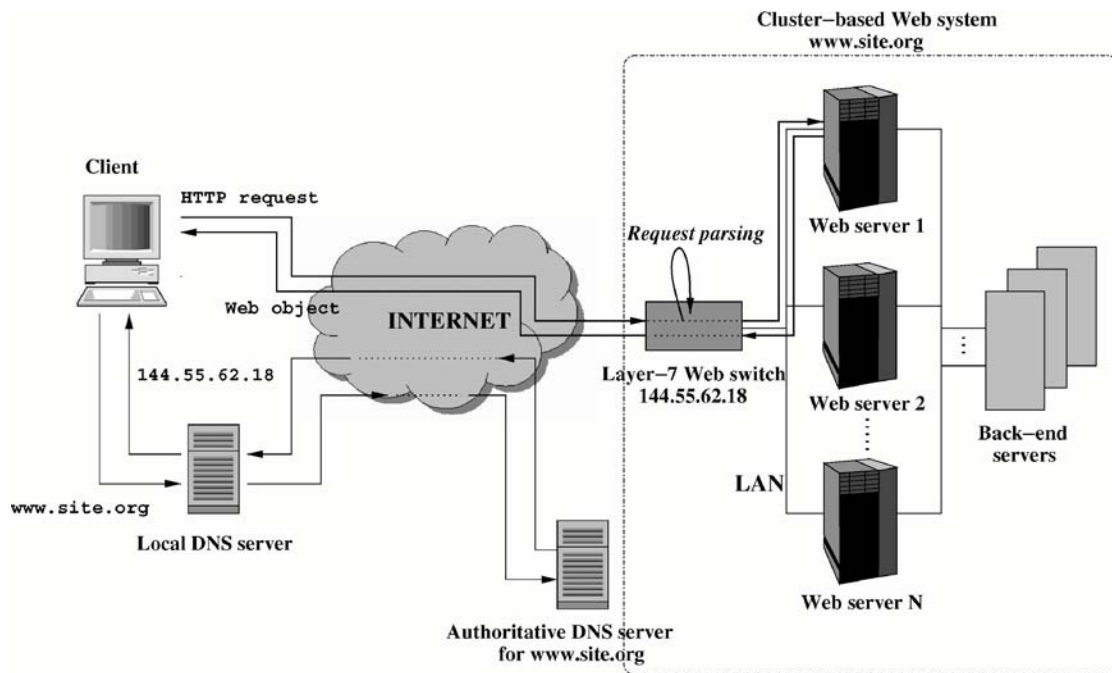 Cluster−based Web system
www.site.org
Client
HTTP request
Web server 1
Request parsing
Web object
INTERNET
144.55.62.18
Layer−7 Web switch
144.55.62.18
Web server 2
Back−end
servers
LAN
www.site.org
Local DNS server
Web server N
Authoritative DNS server
for www.site.org